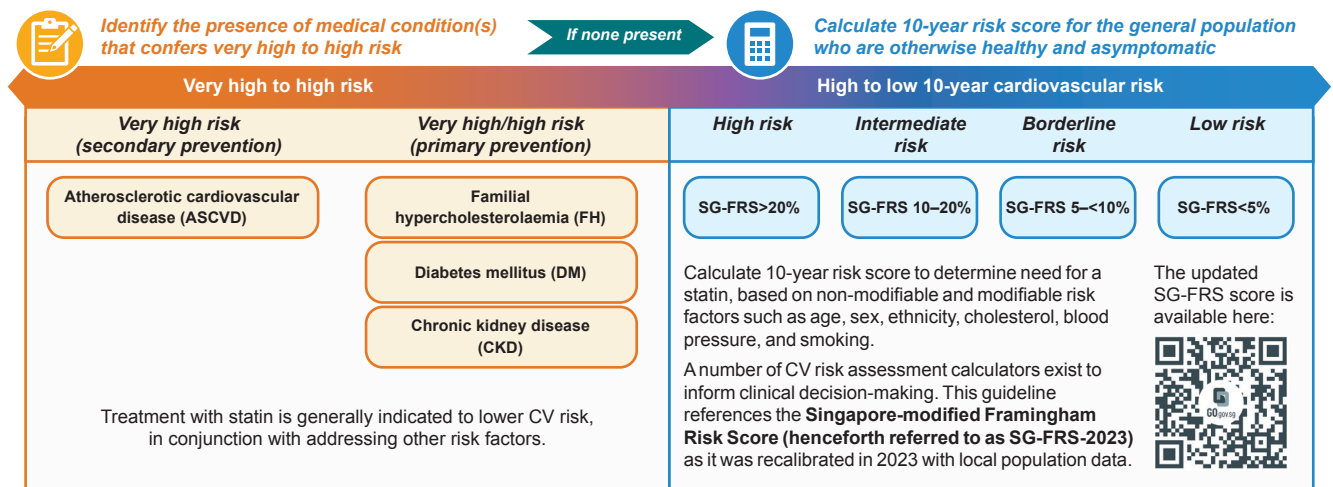 Identify the presence of medical condition(s)
that confers very high to high risk
If none present
Calculate 10-year risk score for the general population
who are otherwise healthy and asymptomatic
Very high to high risk
High to low 10-year cardiovascular risk
Very high risk
(secondary prevention)
Very high/high risk
(primary prevention)
High risk
Intermediate
risk
Borderline
risk
Low risk
Atherosclerotic cardiovascular
disease (ASCVD)
Familial
hypercholesterolaemia (FH)
Diabetes mellitus (DM)
Chronic kidney disease
(CKD)
Treatment with statin is generally indicated to lower CV risk,
in conjunction with addressing other risk factors.
SG-FRS>20%
SG-FRS 10–20%
SG-FRS 5–<10%
SG-FRS<5%
Calculate 10-year risk score to determine need for a
statin, based on non-modifiable and modifiable risk
factors such as age, sex, ethnicity, cholesterol, blood
pressure, and smoking.
A number of CV risk assessment calculators exist to
inform clinical decision-making. This guideline
references the Singapore-modified Framingham
Risk Score (henceforth referred to as SG-FRS-2023)
as it was recalibrated in 2023 with local population data.
The updated
SG-FRS score is
available here:
GO.gov.sg